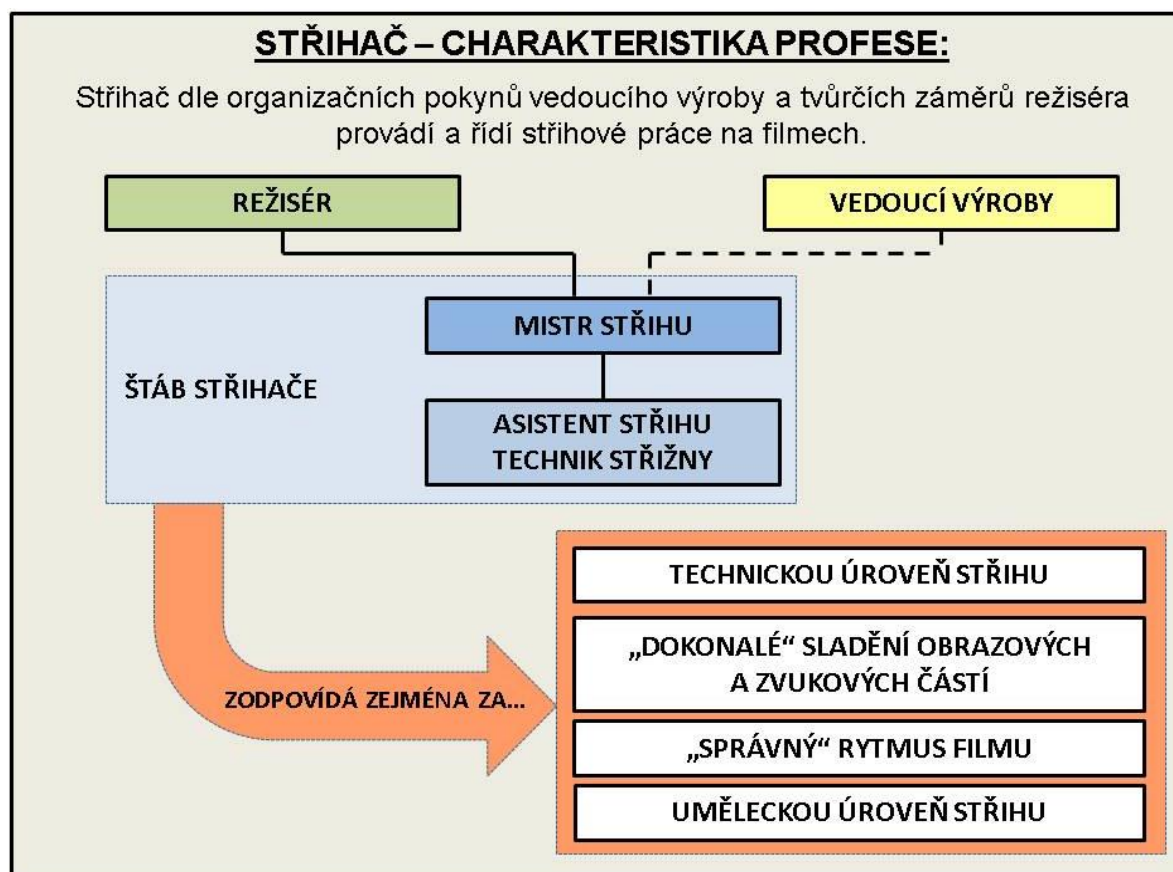 STŘIHAČ – CHARAKTERISTIKA PROFESE:
Střihač dle organizačních pokynů vedoucího výroby a tvůrčích záměrů režiséra
provádí a řídí střihové práce na filmech.
REŽISÉR
VEDOUCÍ VÝROBY
MISTR STŘIHU
ŠTÁB STŘIHAČE
ASISTENT STŘIHU
TECHNIK STŘIŽNY
ZODPOVÍDÁ ZEJMÉNA ZA...
TECHNICKOU ÚROVEŇ STŘIHU
„DOKONALÉ“ SLADĚNÍ OBRAZOVÝCH
A ZVUKOVÝCH ČÁSTÍ
„SPRÁVNÝ“ RYTMUS FILMU
UMĚLECKOU ÚROVEŇ STŘIHU